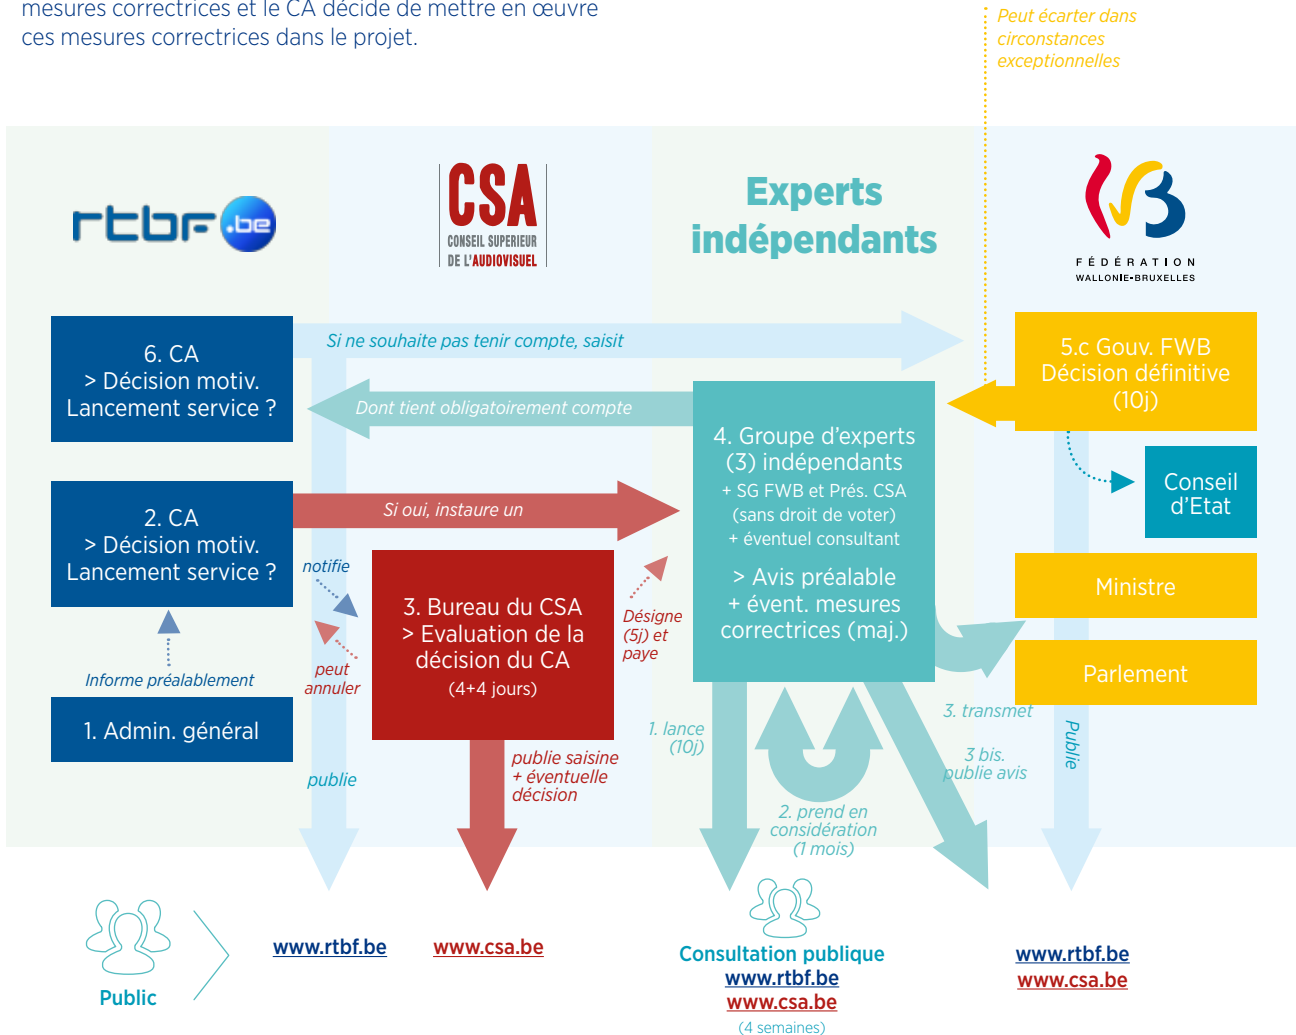 mesures correctrices et le CA décide de mettre en œuvre
ces mesures correctrices dans le projet.
Peut écarter dans
circonstances
exceptionnelles
rtbf.be
CSA
CONSEIL SUPERIEUR
DE L'AUDIOVISUEL
Experts
indépendants
FÉDÉRATION
WALLONIE-BRUXELLES
6. CA
> Décision motiv.
Lancement service ?
Si ne souhaite pas tenir compte, saisit
5.c Gouv. FWB
Décision définitive
(10j)
Dont tient obligatoirement compte
4. Groupe d'experts
(3) indépendants
+ SG FWB et Prés. CSA
(sans droit de voter)
+ éventuel consultant
> Avis préalable
+ évent. mesures
correctrices (maj.)
Conseil
d'Etat
2. CA
> Décision motiv.
Lancement service ?
Si oui, instaure un
notifie
peut
annuler
3. Bureau du CSA
> Evaluation de la
décision du CA
(4+4 jours)
Désigne
(5j) et
paye
Ministre
Parlement
Informe préalablement
1. Admin. général
publie
publie saisine
+ éventuelle
décision
1. lance
(10j)
2. prend en
considération
(1 mois)
3. transmet
3 bis.
publie avis
Publie
Public
www.rtbf.be
www.csa.be
Consultation publique
www.rtbf.be
www.csa.be
(4 semaines)
www.rtbf.be
www.csa.be